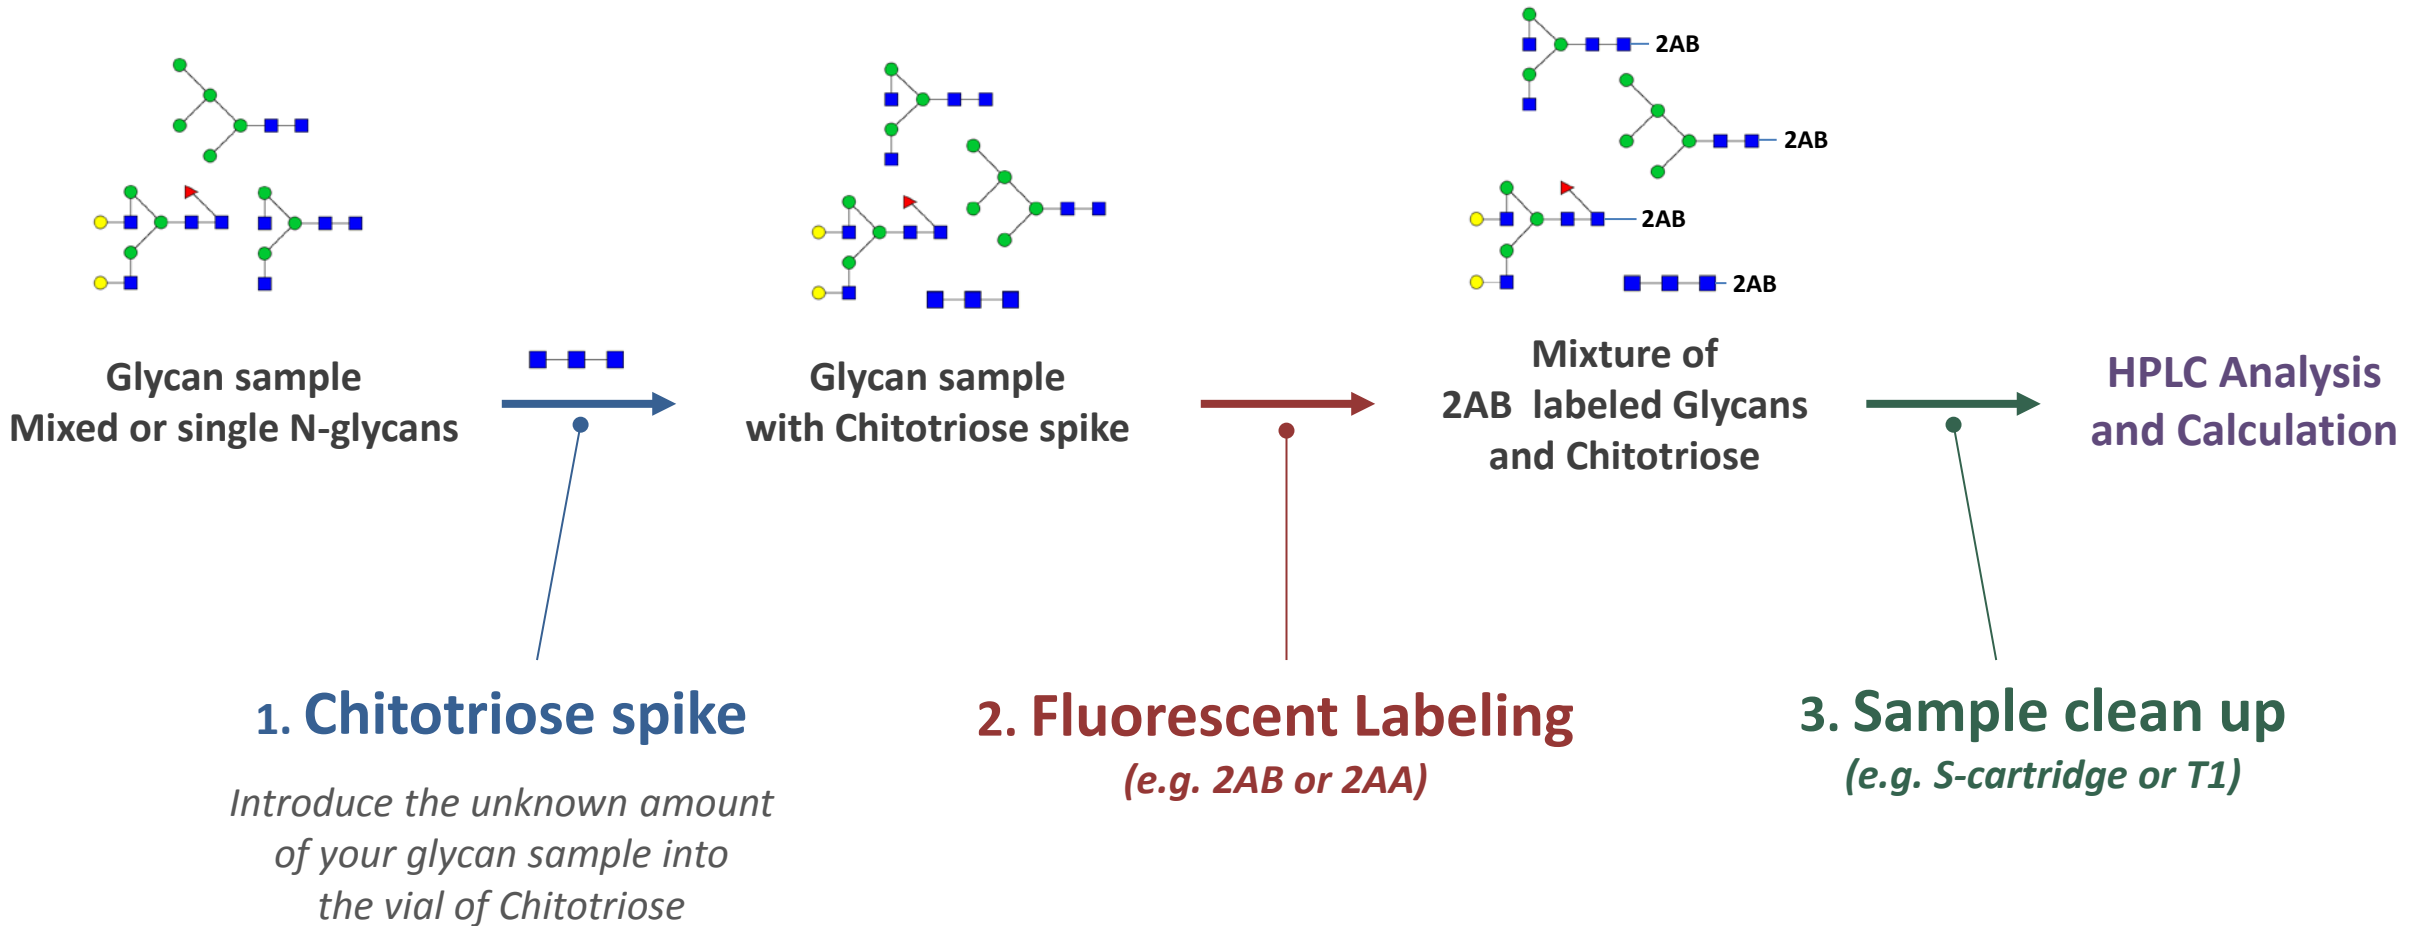 2AB
2AB
2AB
2AB
Glycan sample
Mixed or single N-glycans
Glycan sample
with Chitotriose spike
Mixture of
2AB labeled Glycans
and Chitotriose
HPLC Analysis
and Calculation
1. Chitotriose spike
Introduce the unknown amount
of your glycan sample into
the vial of Chitotriose
2. Fluorescent Labeling
(e.g. 2AB or 2AA)
3. Sample clean up
(e.g. S-cartridge or T1)